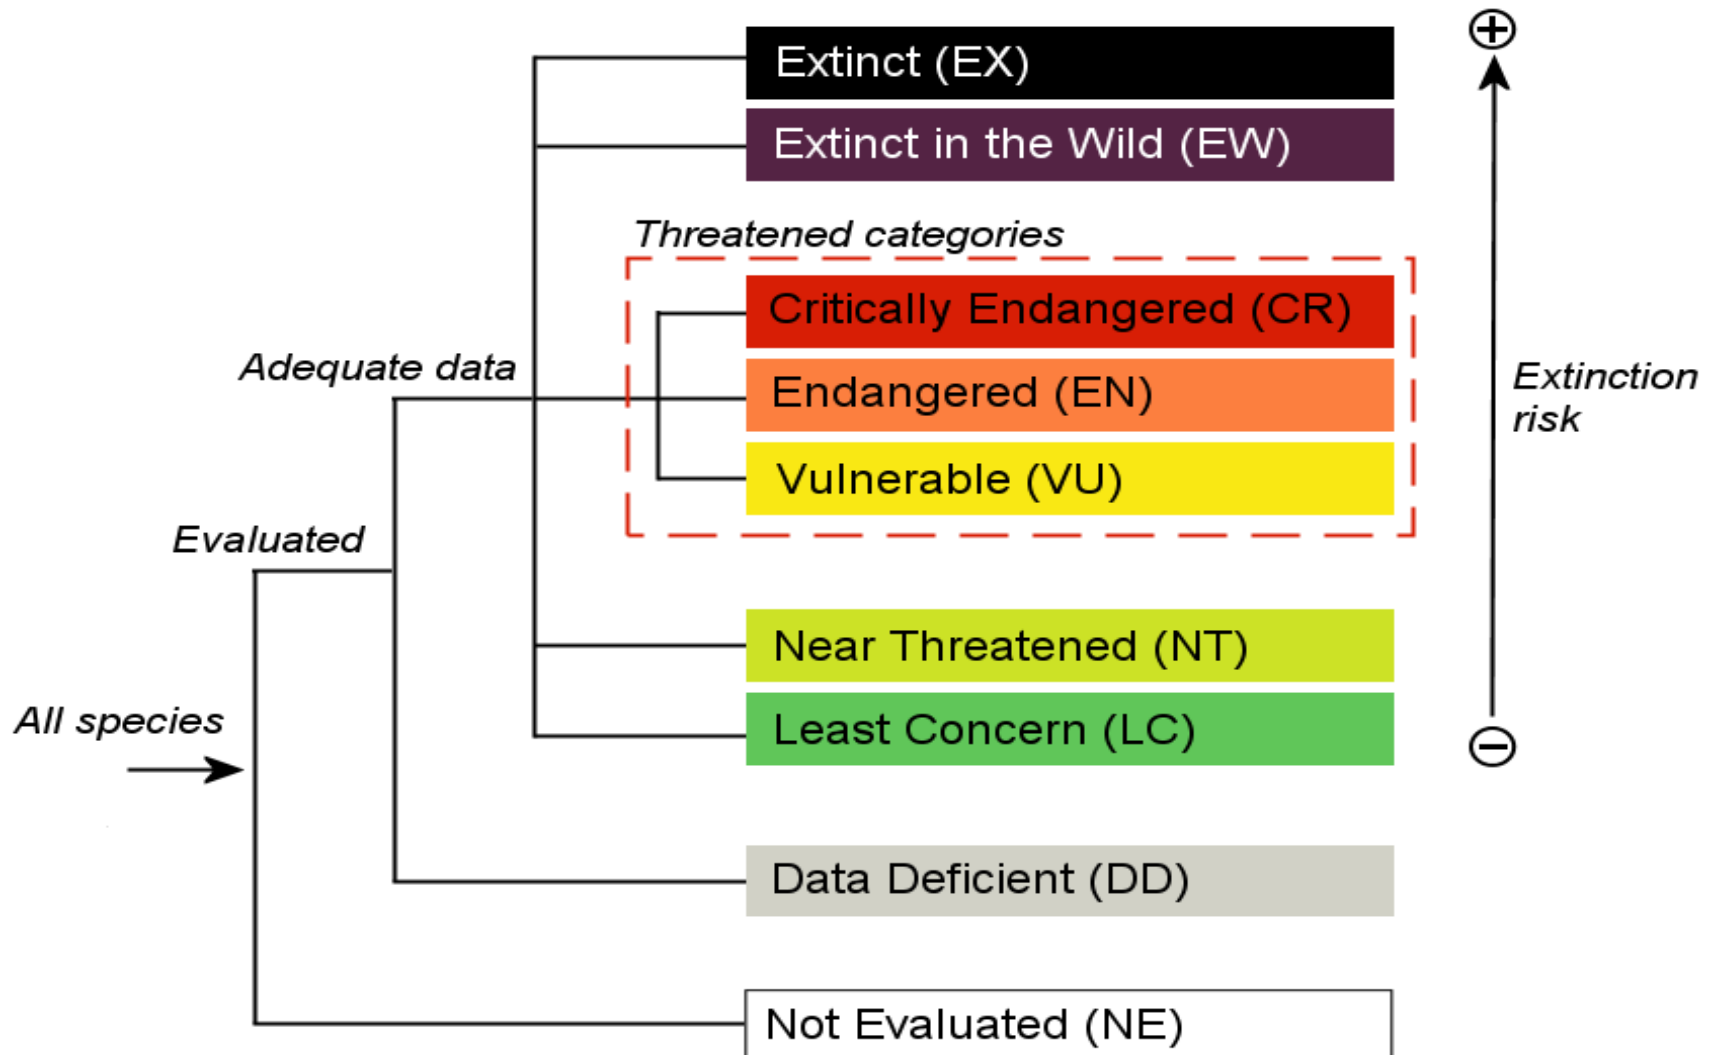 Extinct (EX)
Extinct in the Wild (EW)
Threatened categories
Critically Endangered (CR)
Adequate data
Endangered (EN)
Extinction
risk
Vulnerable (VU)
Evaluated
Near Threatened (NT)
All species
Least Concern (LC)
Data Deficient (DD)
Not Evaluated (NE)